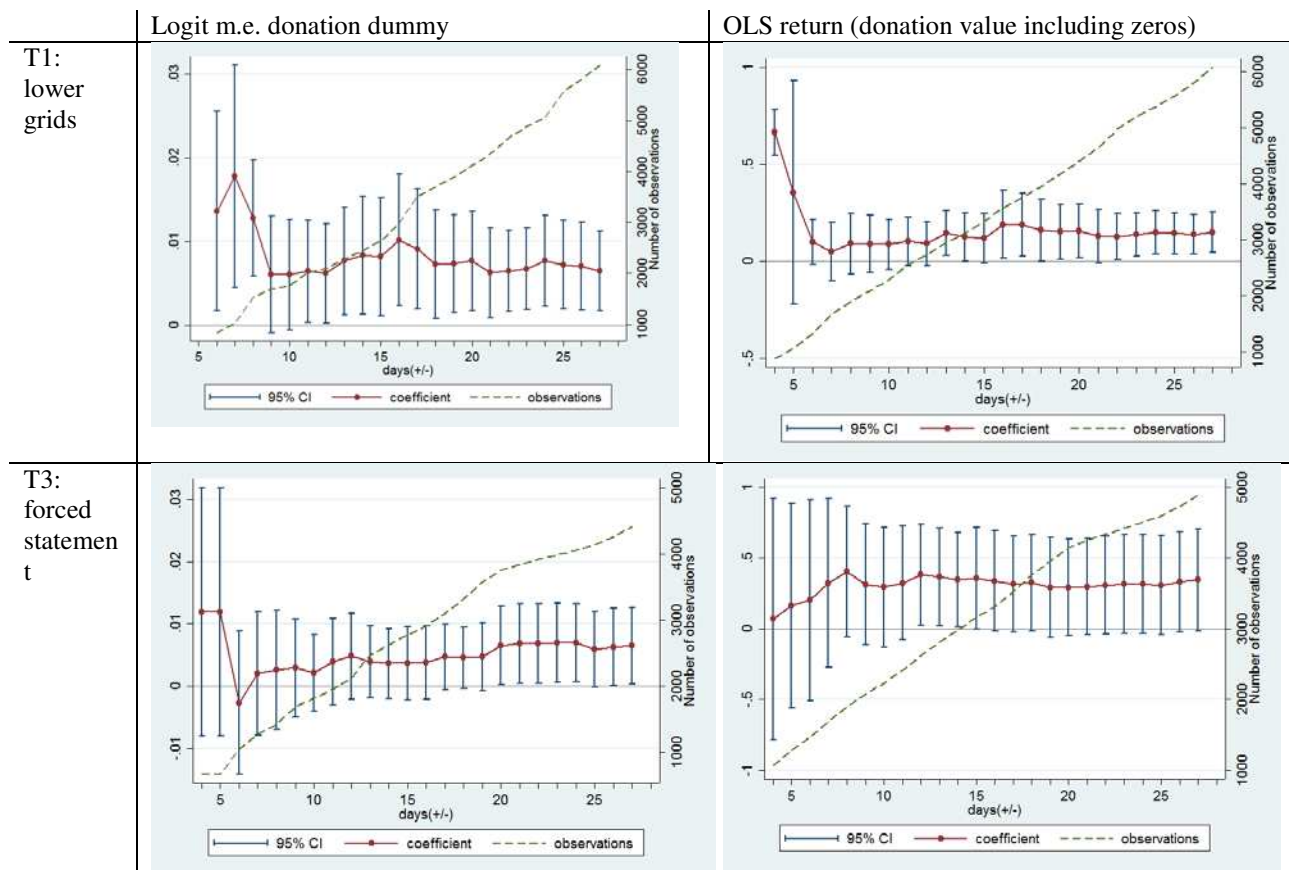 Logit m.e. donation dummy
OLS return (donation value including zeros)
T1:
lower
grids
.03
.02
.01
0
6000
5000
4000
3000
2000
1000
Number of observations
5
10
15
20
25
days(+/-)
95% CI
coefficient
observations
1
.5
0
-.5
6000
5000
4000
3000
2000
1000
Number of observations
5
10
15
20
25
days(+/-)
95% CI
coefficient
observations
T3:
forced
statemen
t
.03
.02
.01
0
-.01
5000
4000
3000
2000
1000
Number of observations
5
10
15
20
25
days(+/-)
95% CI
coefficient
observations
1
.5
0
-.5
-1
5000
4000
3000
2000
1000
Number of observations
5
10
15
20
25
days(+/-)
95% CI
coefficient
observations